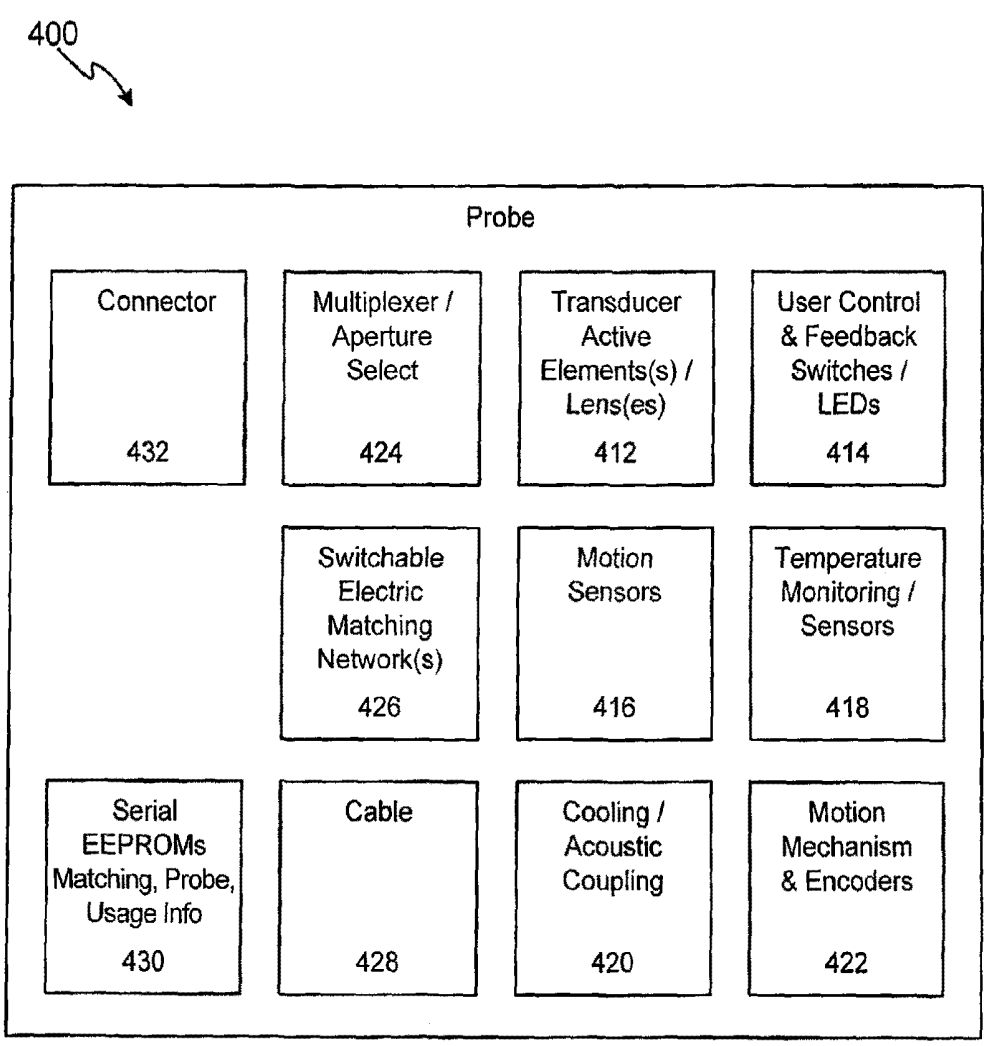 400
Probe
Connector
432
Multiplexer /
Aperture
Select
424
Transducer
Active
Elements(s) /
Lens(es)
412
User Control
& Feedback
Switches /
LEDs
414
Switchable
Electric
Matching
Network(s)
426
Motion
Sensors
416
Temperature
Monitoring /
Sensors
418
Serial
EEPROMs
Matching, Probe,
Usage Info
430
Cable
428
Cooling /
Acoustic
Coupling
420
Motion
Mechanism
& Encoders
422